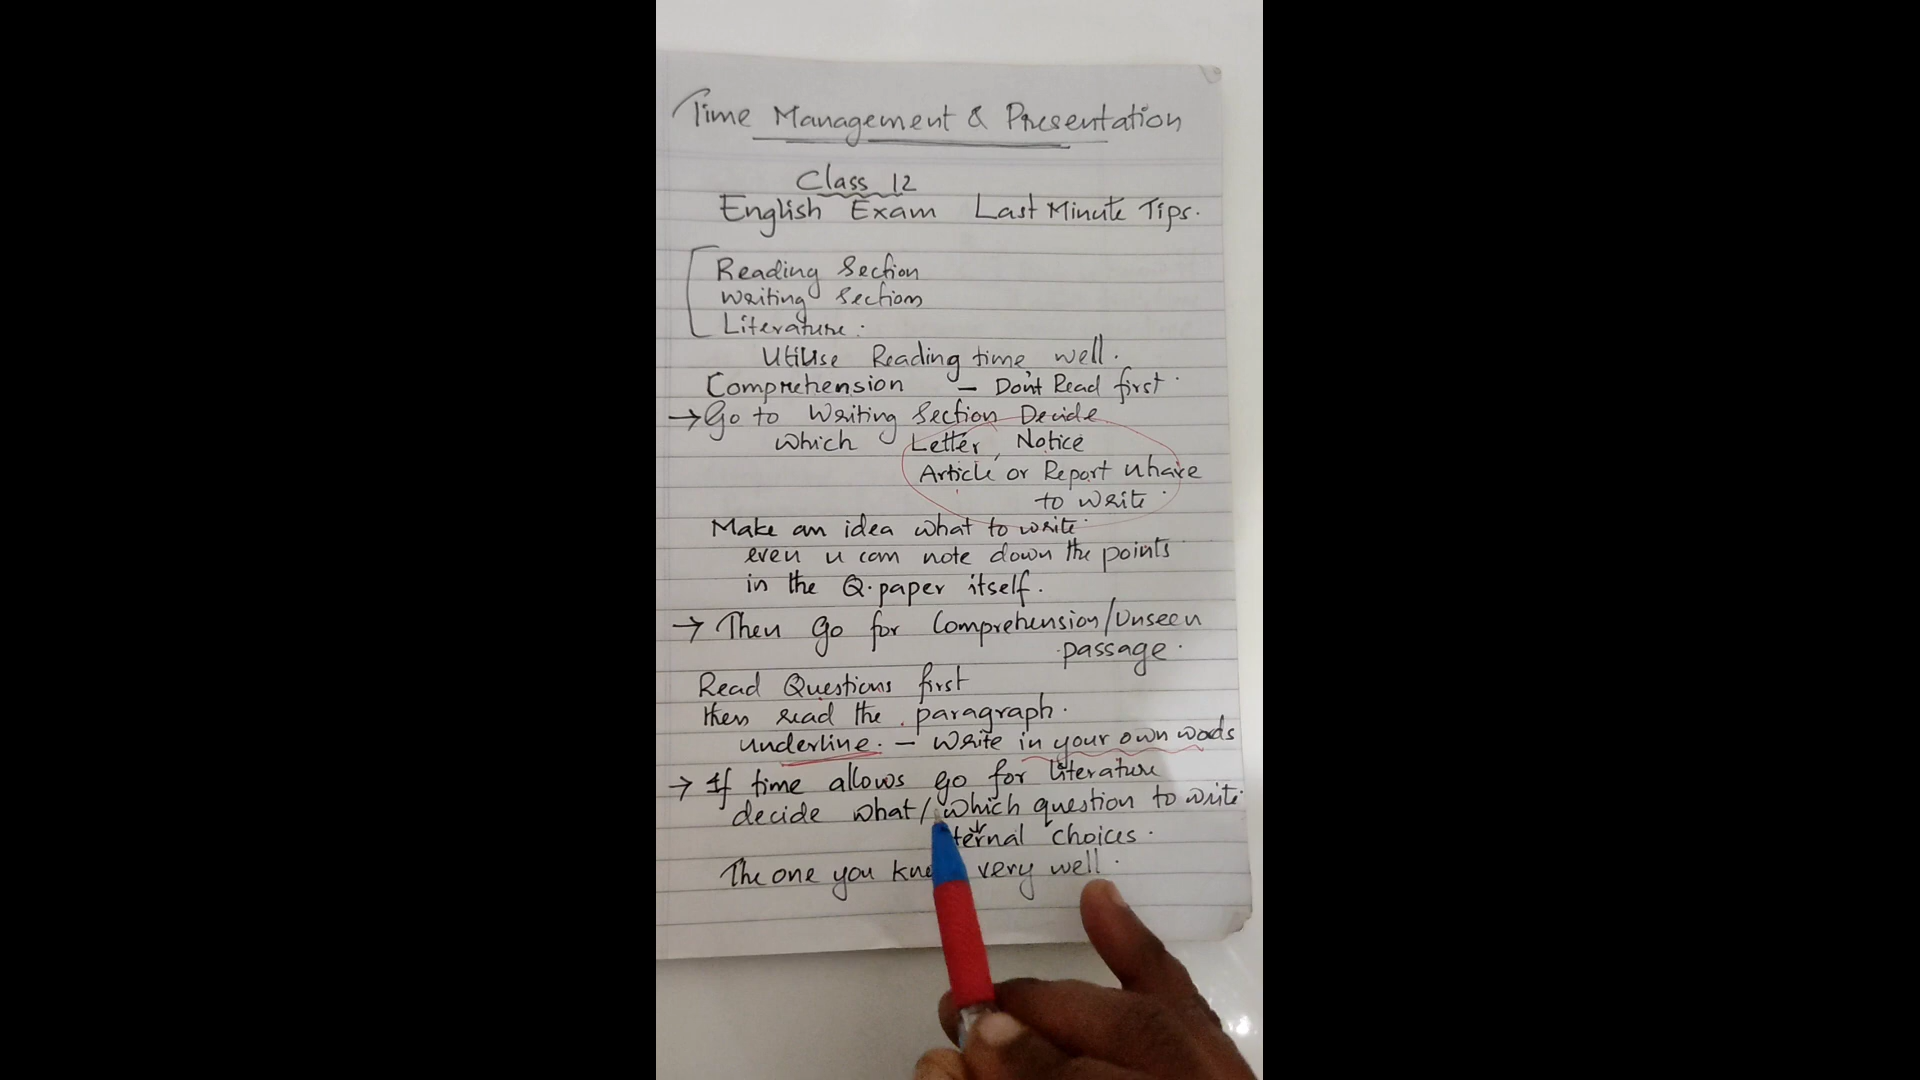 Time Management & Presentation
Class 12
English Exam Last Minute Tips.
Reading Section
Writing Section
Literature.
Utilise Reading time well.
Comprehension - Don't Read first.
→ Go to Writing Section Decide
which Letter, Notice
Article or Report u have
to write.
Make an idea what to write.
even u can note down the points
in the Q.paper itself.
→ Then Go for Comprehension/Unseen
passage.
Read Questions first
then read the paragraph.
underline. - Write in your own words
→ If time allows go for literature
decide what/which question to write.
ternal choices.
The one you very well.